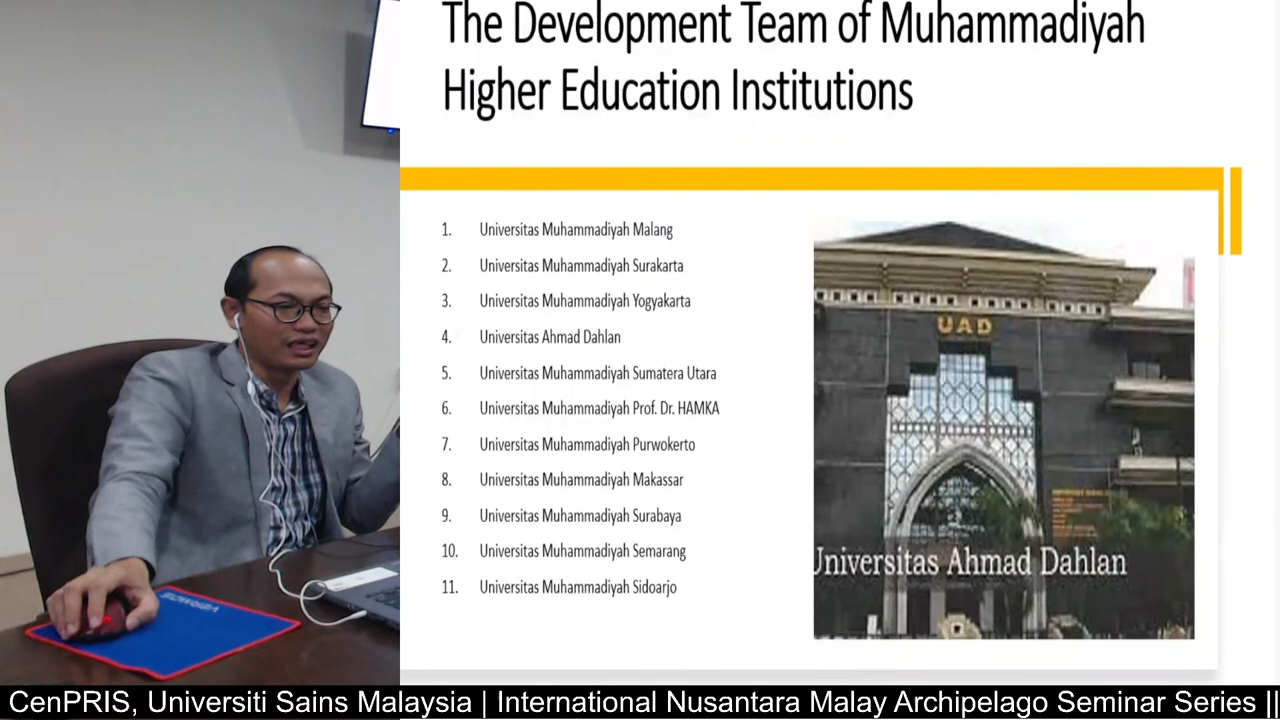 The Development Team of Muhammadiyah
Higher Education Institutions
1. Universitas Muhammadiyah Malang
2. Universitas Muhammadiyah Surakarta
3. Universitas Muhammadiyah Yogyakarta
4. Universitas Ahmad Dahlan
5. Universitas Muhammadiyah Sumatera Utara
6. Universitas Muhammadiyah Prof. Dr. HAMKA
7. Universitas Muhammadiyah Purwokerto
8. Universitas Muhammadiyah Makassar
9. Universitas Muhammadiyah Surabaya
10. Universitas Muhammadiyah Semarang
11. Universitas Muhammadiyah Sidoarjo
UAD
Universitas Ahmad Dahlan
CenPRIS, Universiti Sains Malaysia | International Nusantara Malay Archipelago Seminar Series ||